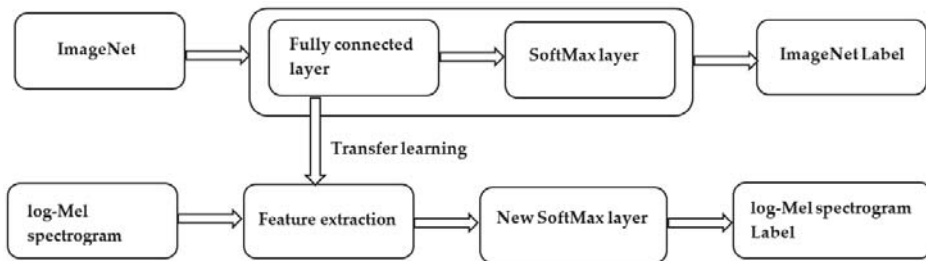 ImageNet
Fully connected
layer
SoftMax layer
ImageNet Label
Transfer learning
log-Mel
spectrogram
Feature extraction
New SoftMax layer
log-Mel spectrogram
Label